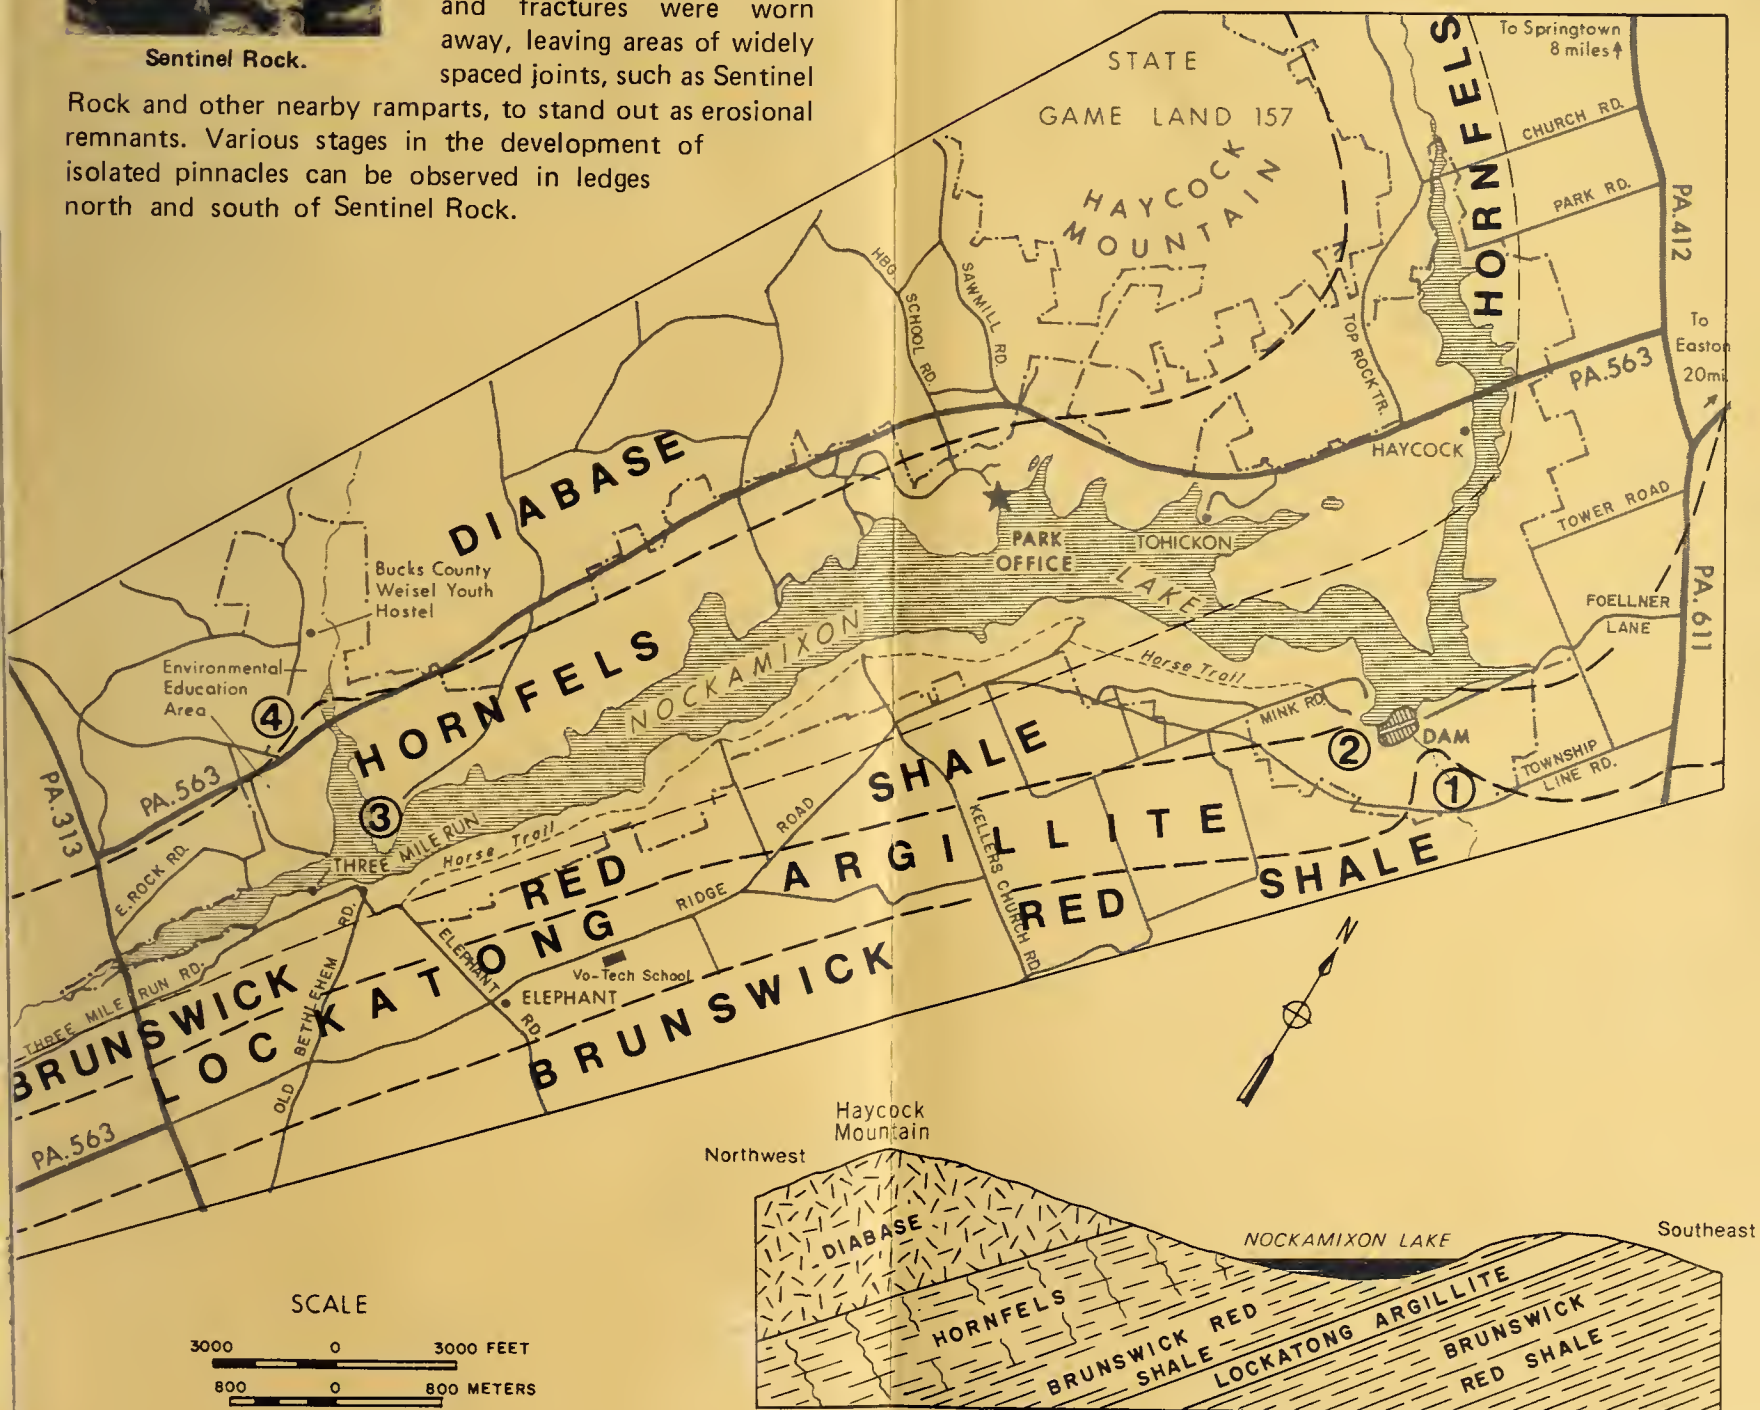 and fractures were worn
away, leaving areas of widely
spaced joints, such as Sentinel
Sentinel Rock.
Rock and other nearby ramparts, to stand out as erosional
remnants. Various stages in the development of
isolated pinnacles can be observed in ledges
north and south of Sentinel Rock.
STATE
GAME LAND 157
HAYCOCK
MOUNTAIN
HORNFELS
To Springtown
8 miles
CHURCH RD.
PARK RD.
PA.412
To
Easton
20mi.
HBG.
SCHOOL RD.
SAWMILL RD.
TOP ROCK TR.
PA.563
HAYCOCK
TOWER ROAD
PA.611
FOELLNER
LANE
DIABASE
PARK
OFFICE
TOHICKON
NOCKAMIXON LAKE
Bucks County
Weisel Youth
Hostel
Environmental
Education
Area
4
HORNFELS
Horse Trail
MINK RD.
2
DAM
1
TOWNSHIP
LINE RD.
PA.313
PA.563
3
E.ROCK RD.
THREE MILE RUN
Horse Trail
ROAD
RIDGE
KELLERS CHURCH RD.
BRUNSWICK RED SHALE
LOCKATONG ARGILLITE
BRUNSWICK RED SHALE
THREE MILE RUN RD.
OLD BETHLEHEM RD.
ELEPHANT RD.
Vo-Tech School
ELEPHANT
PA.563
N
Haycock
Mountain
Northwest
Southeast
NOCKAMIXON LAKE
DIABASE
HORNFELS
BRUNSWICK RED
SHALE
LOCKATONG ARGILLITE
BRUNSWICK
RED SHALE
SCALE
3000 0 3000 FEET
800 0 800 METERS